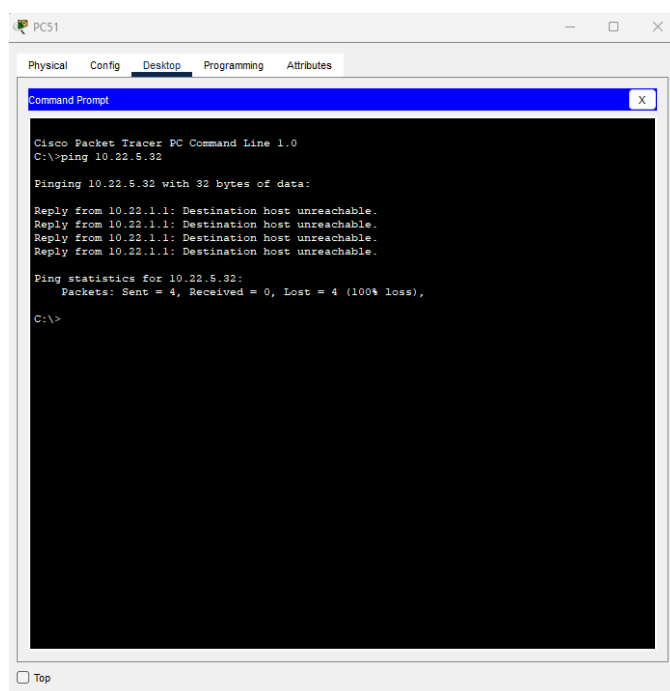 PC51
Physical Config Desktop Programming Attributes
Command Prompt
X
Cisco Packet Tracer PC Command Line 1.0
C:\>ping 10.22.5.32
Pinging 10.22.5.32 with 32 bytes of data:
Reply from 10.22.1.1: Destination host unreachable.
Reply from 10.22.1.1: Destination host unreachable.
Reply from 10.22.1.1: Destination host unreachable.
Reply from 10.22.1.1: Destination host unreachable.
Ping statistics for 10.22.5.32:
Packets: Sent = 4, Received = 0, Lost = 4 (100% loss),
C:\>
Top